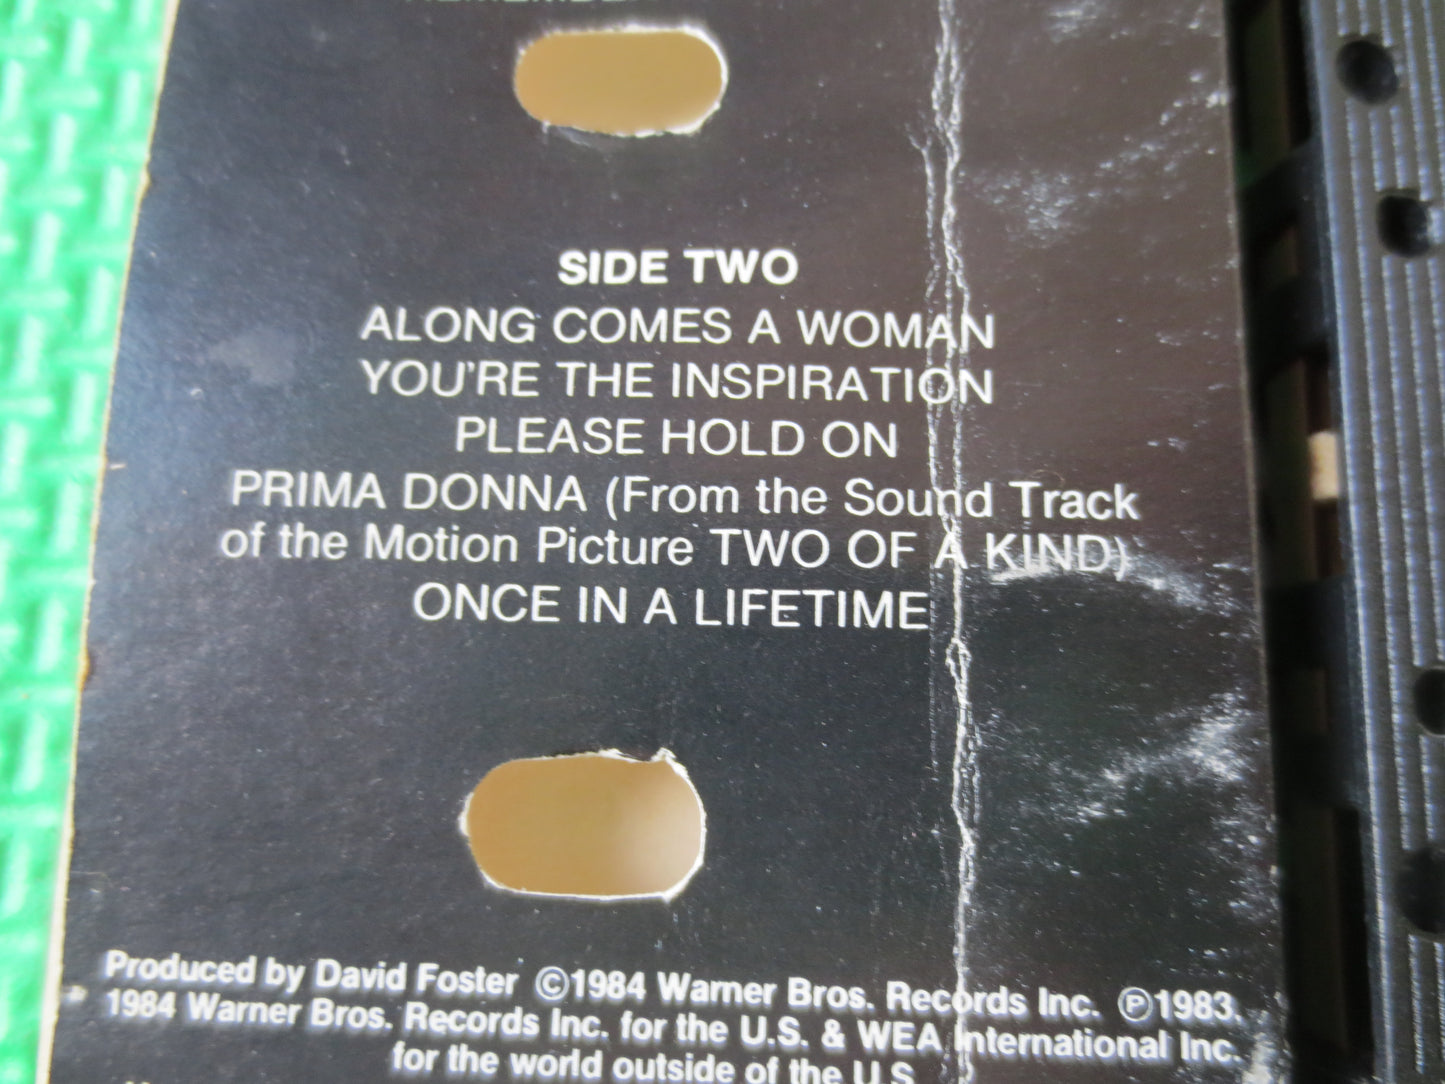 SIDE TWO
ALONG COMES A WOMAN
YOU'RE THE INSPIRATION
PLEASE HOLD ON
PRIMA DONNA (From the Sound Track
of the Motion Picture TWO OF A KIND)
ONCE IN A LIFETIME
Produced by David Foster ©1984 Warner Bros. Records Inc. ℗1983,
1984 Warner Bros. Records Inc. for the U.S. & WEA International Inc.
for the world outside of the U.S.